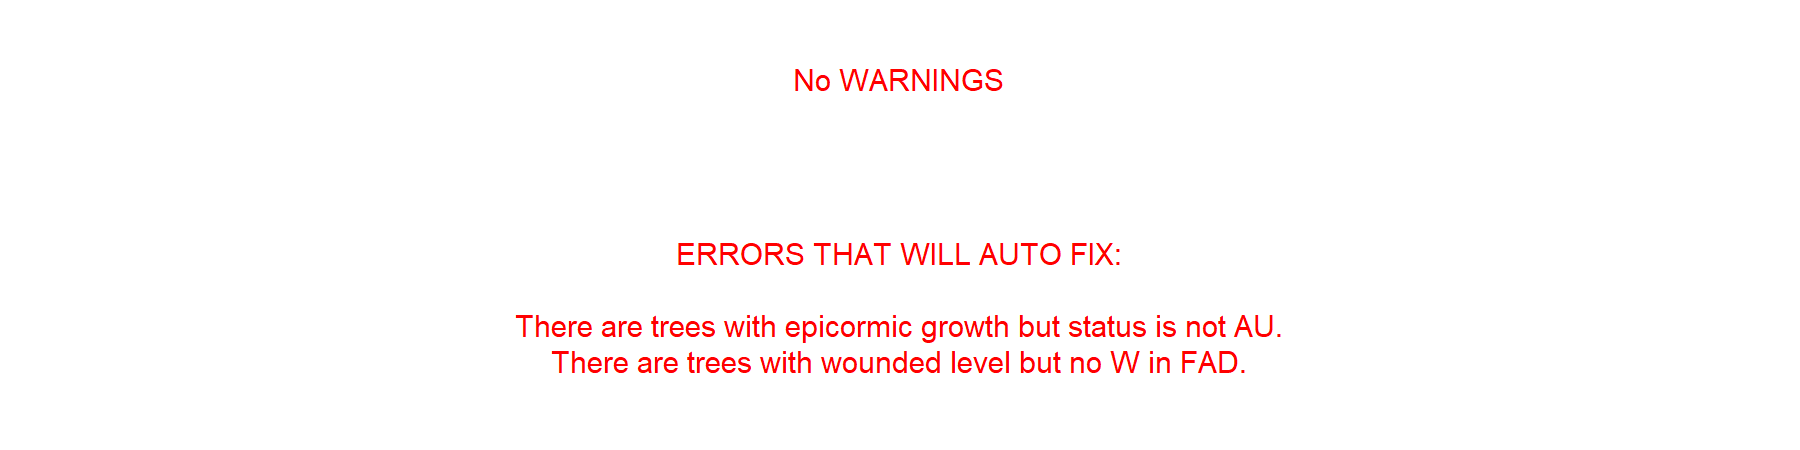 No WARNINGS
ERRORS THAT WILL AUTO FIX:
There are trees with epicormic growth but status is not AU.
There are trees with wounded level but no W in FAD.